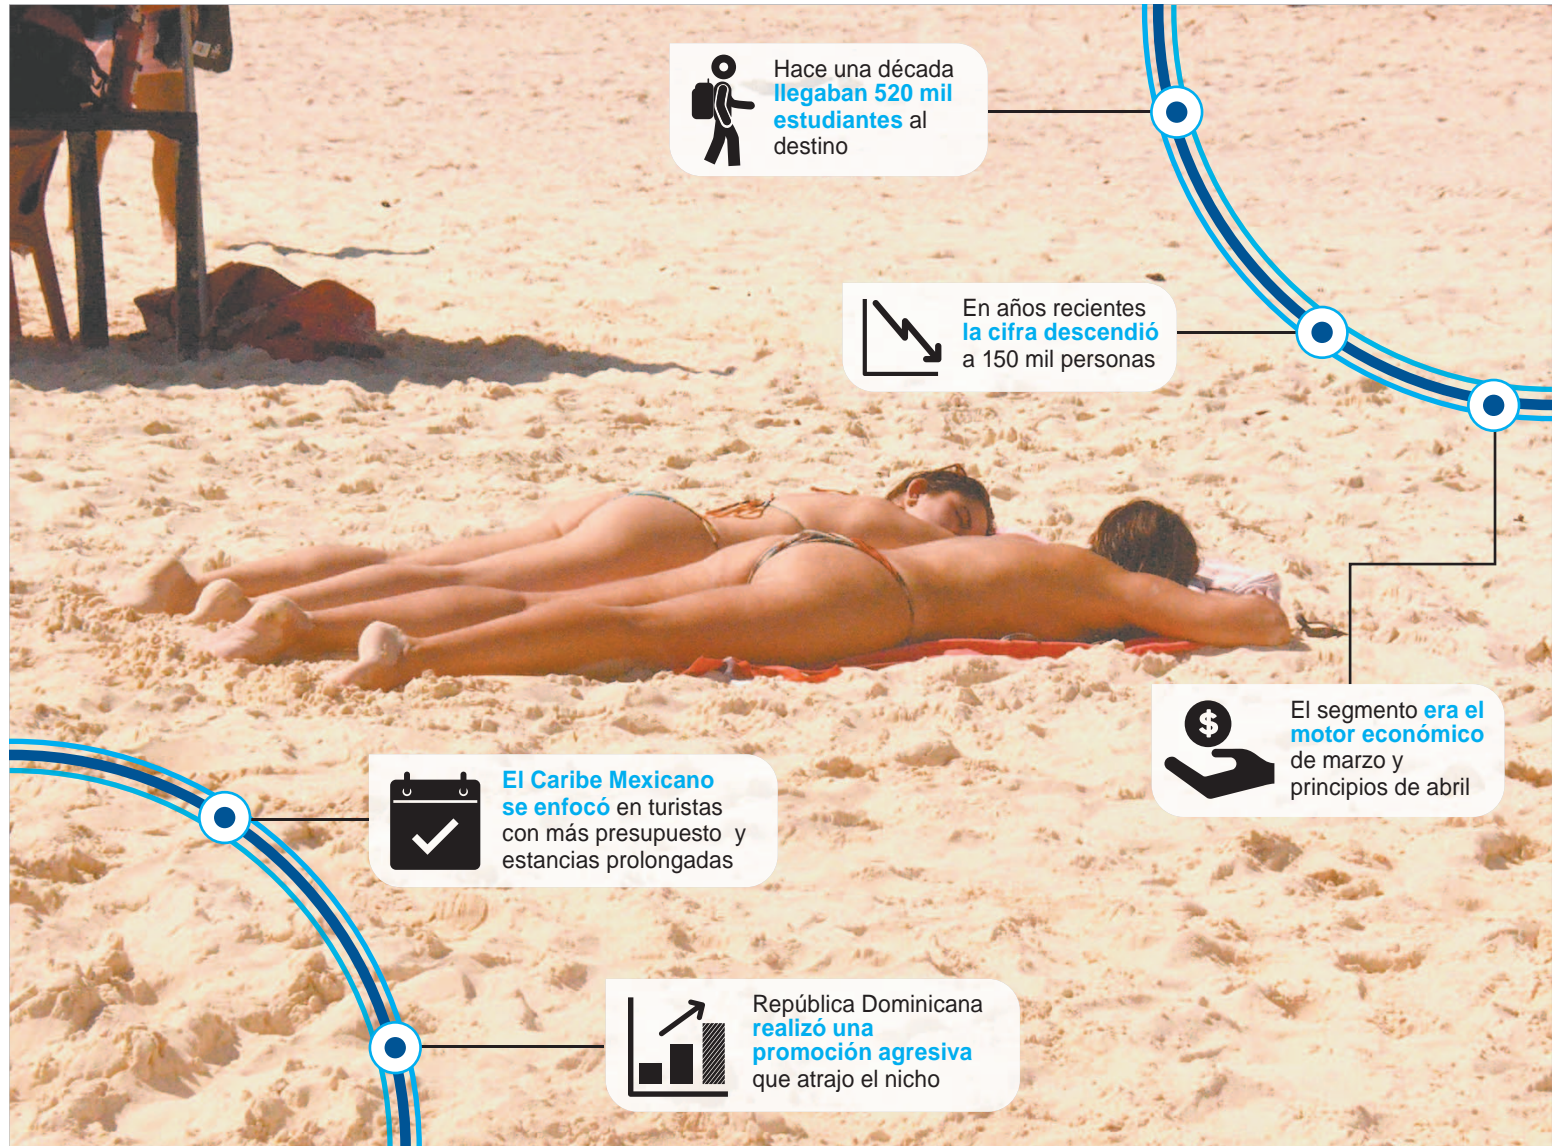 Hace una década
llegaban 520 mil
estudiantes al
destino
En años recientes
la cifra descendió
a 150 mil personas
El segmento era el
motor económico
de marzo y
principios de abril
El Caribe Mexicano
se enfocó en turistas
con más presupuesto y
estancias prolongadas
República Dominicana
realizó una
promoción agresiva
que atrajo el nicho